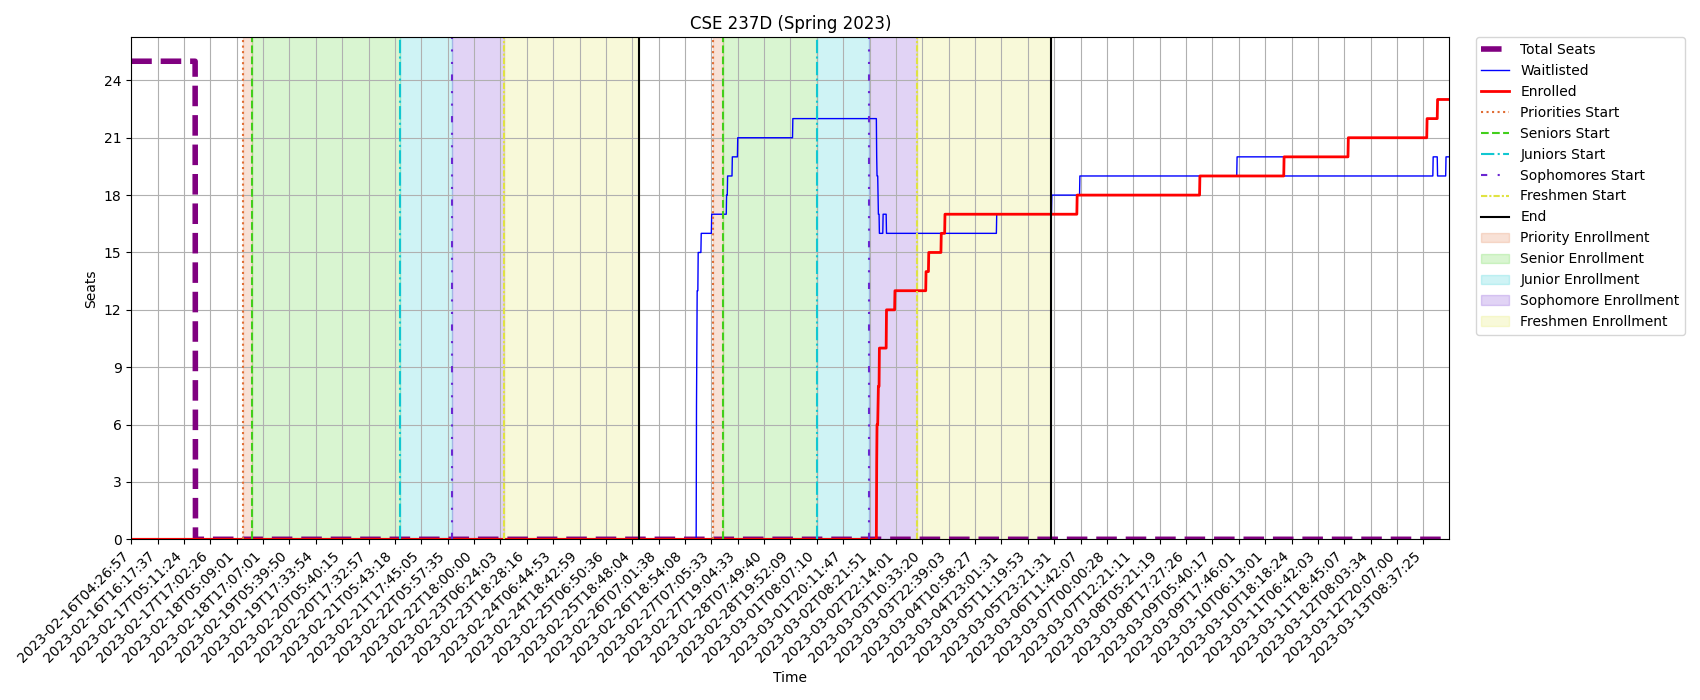 CSE 237D (Spring 2023)
Total Seats
Waitlisted
Enrolled
Priorities Start
Seniors Start
Juniors Start
Sophomores Start
Freshmen Start
End
Priority Enrollment
Senior Enrollment
Junior Enrollment
Sophomore Enrollment
Freshmen Enrollment
Seats
24
21
18
15
12
9
6
3
0
2023-02-16T04:26:57
2023-02-16T16:17:37
2023-02-17T05:11:24
2023-02-17T17:02:26
2023-02-18T05:09:01
2023-02-18T17:07:01
2023-02-19T05:39:50
2023-02-19T17:33:54
2023-02-20T05:40:15
2023-02-20T17:32:57
2023-02-21T05:43:18
2023-02-21T17:45:05
2023-02-22T05:57:35
2023-02-22T18:00:00
2023-02-23T06:24:03
2023-02-23T18:28:16
2023-02-24T06:44:53
2023-02-24T18:42:59
2023-02-25T06:50:36
2023-02-25T18:48:04
2023-02-26T07:01:38
2023-02-26T18:54:08
2023-02-27T07:05:33
2023-02-27T19:04:33
2023-02-28T07:49:40
2023-02-28T19:52:09
2023-03-01T08:07:10
2023-03-01T20:11:47
2023-03-02T08:21:51
2023-03-02T22:14:01
2023-03-03T10:33:20
2023-03-03T22:39:03
2023-03-04T10:58:27
2023-03-04T23:01:31
2023-03-05T11:19:53
2023-03-05T23:21:31
2023-03-06T11:42:07
2023-03-07T00:00:28
2023-03-07T12:21:11
2023-03-08T05:21:19
2023-03-08T17:27:26
2023-03-09T05:40:17
2023-03-09T17:46:01
2023-03-10T06:13:01
2023-03-10T18:18:24
2023-03-11T06:42:03
2023-03-11T18:45:07
2023-03-12T08:03:34
2023-03-12T20:07:00
2023-03-13T08:37:25
Time